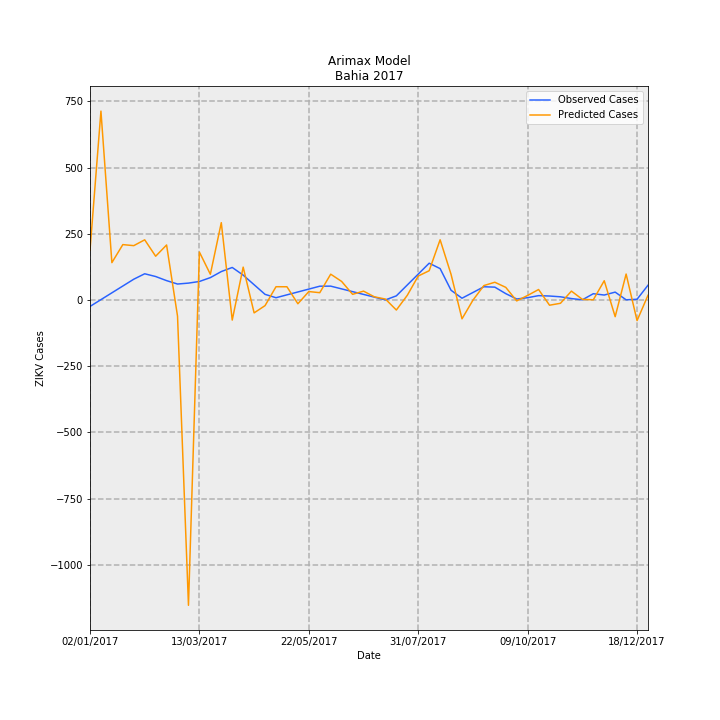 Arimax Model
Bahia 2017
Observed Cases
Predicted Cases
750
500
250
0
−250
−500
−750
−1000
ZIKV Cases
02/01/2017 13/03/2017 22/05/2017 31/07/2017 09/10/2017 18/12/2017
Date